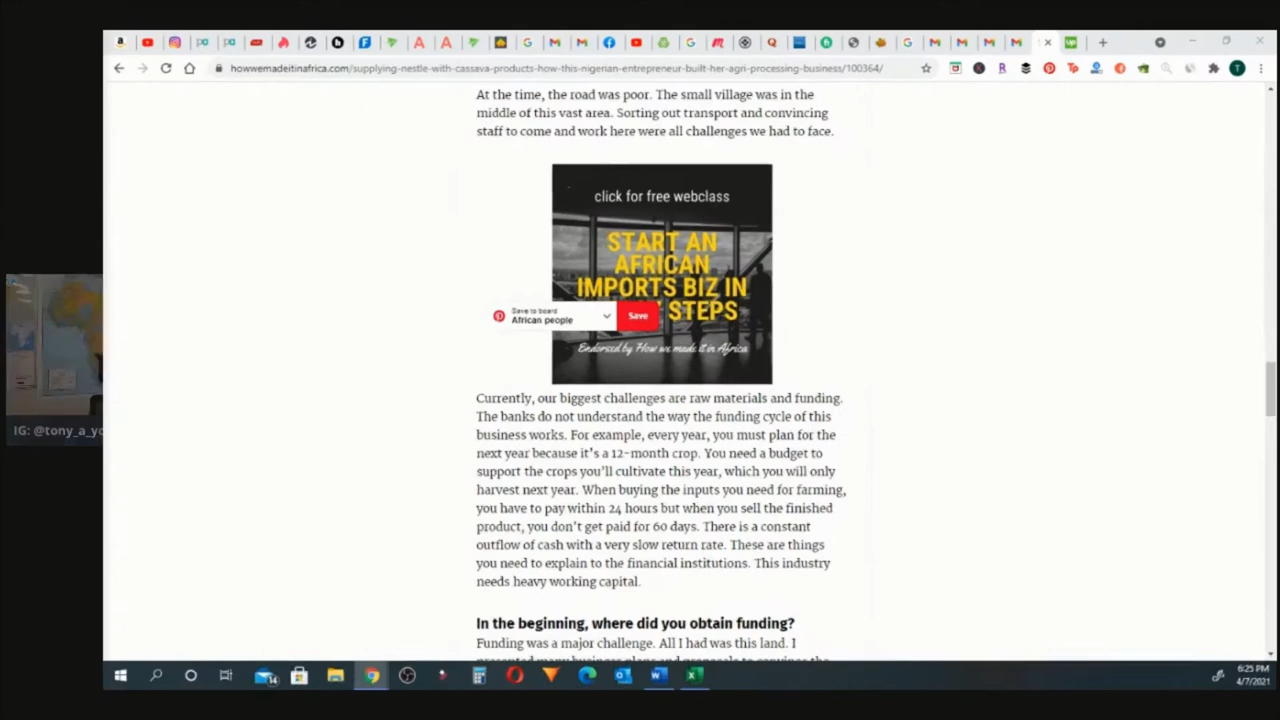 howwemadeitinafrica.com/supplying-nestle-with-cassava-products-how-this-nigerian-entrepreneur-built-her-agri-processing-business/100364/
At the time, the road was poor. The small village was in the
middle of this vast area. Sorting out transport and convincing
staff to come and work here were all challenges we had to face.
click for free webclass
START AN
AFRICAN
IMPORTS BIZ IN
STEPS
Save to board
African people
Save
Endorsed by How we made it in Africa
IG: @tony_a_yo
Currently, our biggest challenges are raw materials and funding.
The banks do not understand the way the funding cycle of this
business works. For example, every year, you must plan for the
next year because it's a 12-month crop. You need a budget to
support the crops you'll cultivate this year, which you will only
harvest next year. When buying the inputs you need for farming,
you have to pay within 24 hours but when you sell the finished
product, you don't get paid for 60 days. There is a constant
outflow of cash with a very slow return rate. These are things
you need to explain to the financial institutions. This industry
needs heavy working capital.
In the beginning, where did you obtain funding?
Funding was a major challenge. All I had was this land. I
14
6:25 PM
4/7/2021